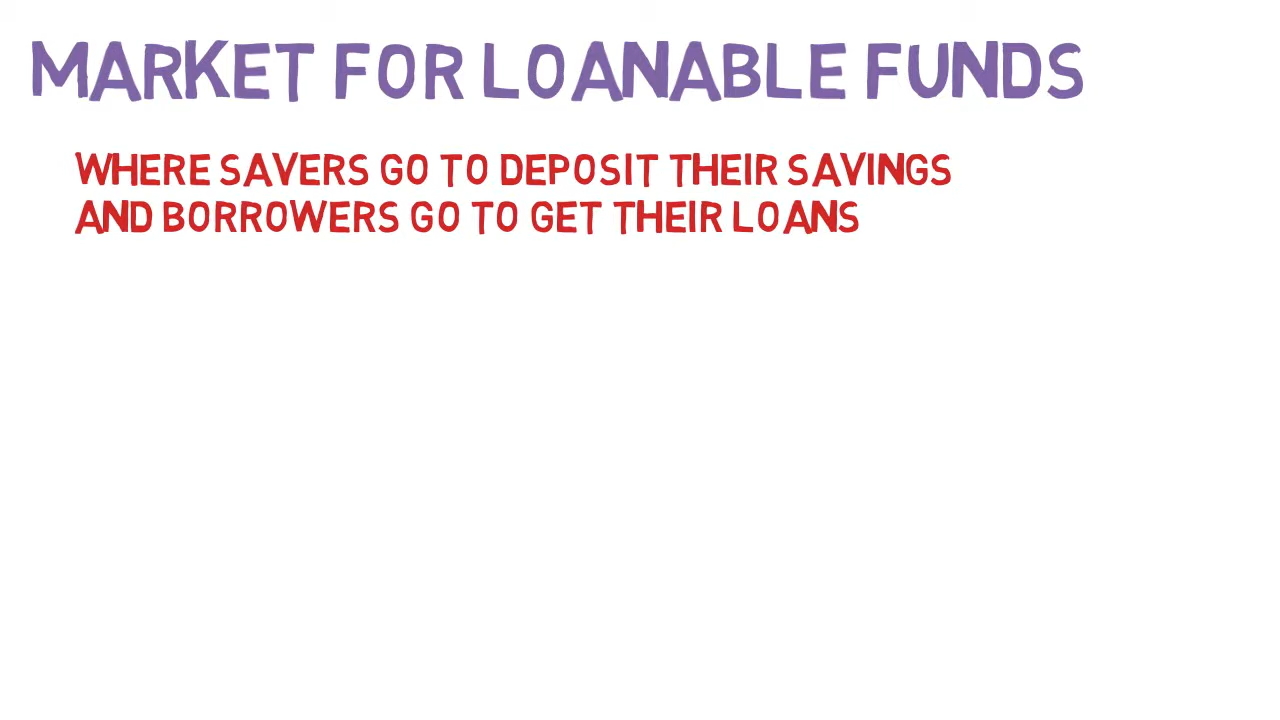 MARKET FOR LOANABLE FUNDS
WHERE SAVERS GO TO DEPOSIT THEIR SAVINGS
AND BORROWERS GO TO GET THEIR LOANS